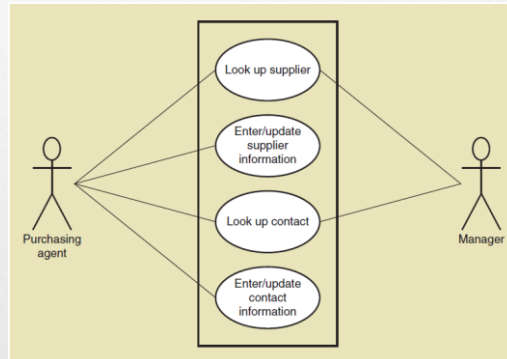 Look up supplier
Enter/update
supplier
information
Look up contact
Purchasing
agent
Manager
Enter/update
contact
information